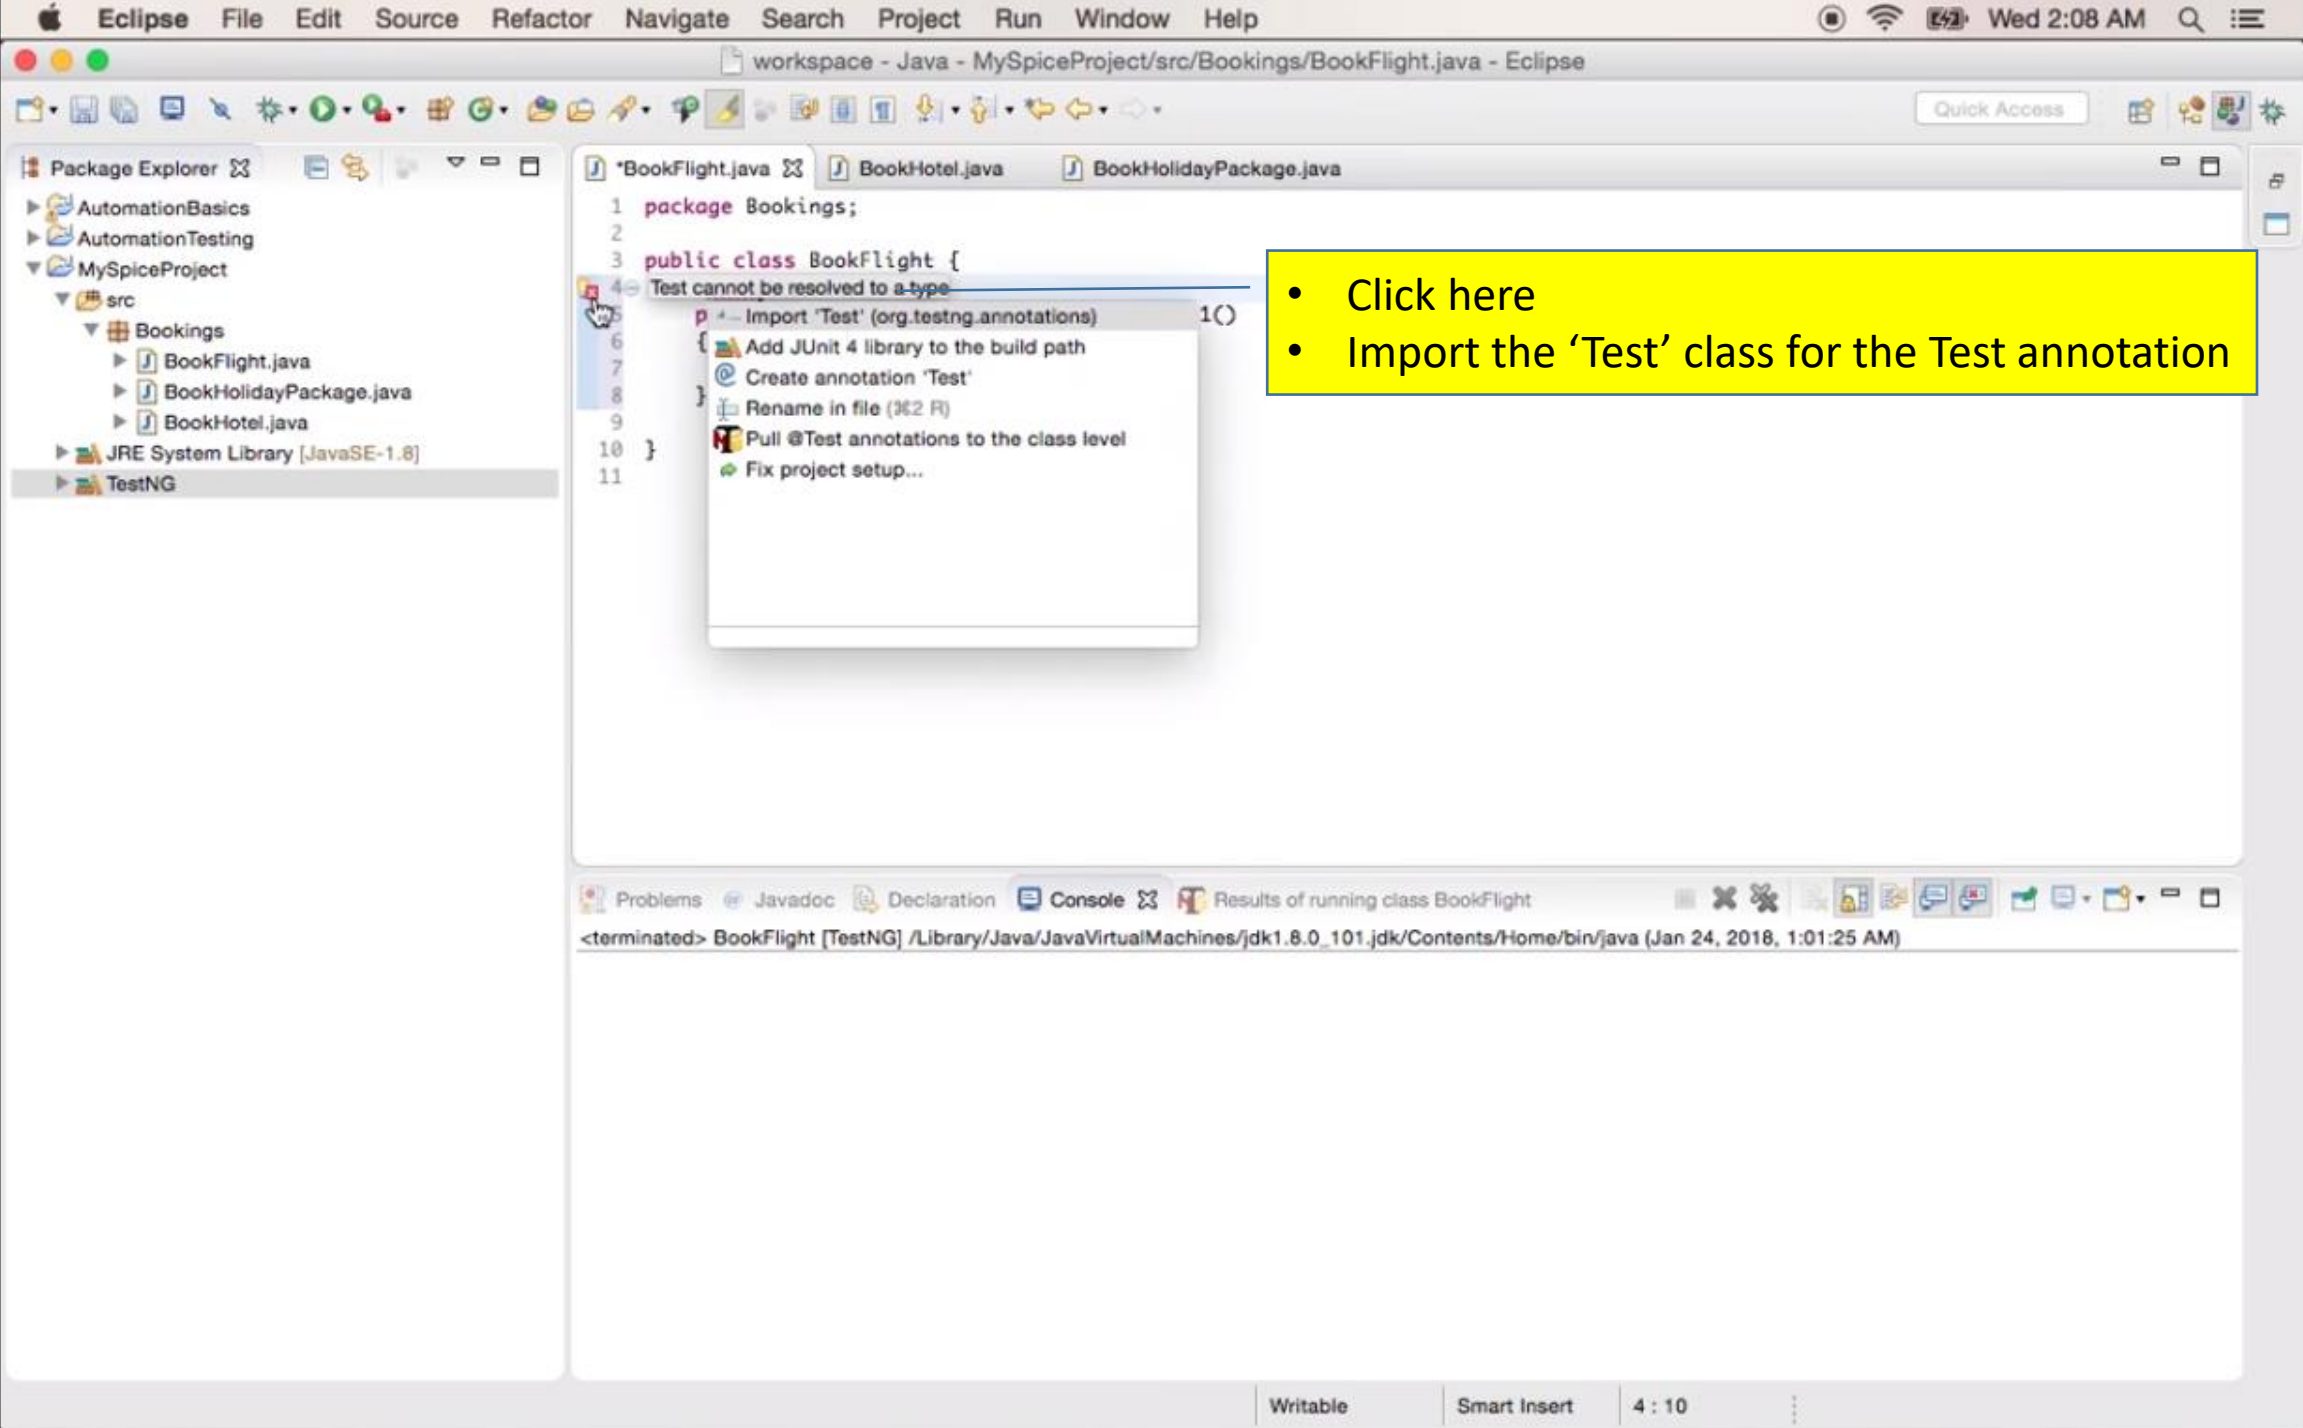 Eclipse File Edit Source Refactor Navigate Search Project Run Window Help Wed 2:08 AM
workspace - Java - MySpiceProject/src/Bookings/BookFlight.java - Eclipse
Quick Access
Package Explorer
AutomationBasics
AutomationTesting
MySpiceProject
src
Bookings
BookFlight.java
BookHolidayPackage.java
BookHotel.java
JRE System Library [JavaSE-1.8]
TestNG
*BookFlight.java BookHotel.java BookHolidayPackage.java
1 package Bookings;
2
3 public class BookFlight {
4 Test cannot be resolved to a type
5 p Import 'Test' (org.testng.annotations) 1()
6 { Add JUnit 4 library to the build path
7 Create annotation 'Test'
8 } Rename in file (⌘2 R)
9 Pull @Test annotations to the class level
10 }
Fix project setup...
11
• Click here
• Import the ‘Test’ class for the Test annotation
Problems Javadoc Declaration Console Results of running class BookFlight
<terminated> BookFlight [TestNG] /Library/Java/JavaVirtualMachines/jdk1.8.0_101.jdk/Contents/Home/bin/java (Jan 24, 2018, 1:01:25 AM)
Writable Smart Insert 4 : 10